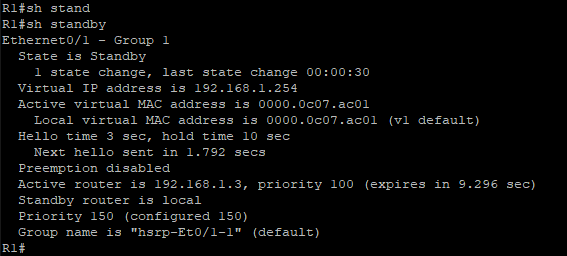 R1#sh stand
R1#sh standby
Ethernet0/1 - Group 1
State is Standby
1 state change, last state change 00:00:30
Virtual IP address is 192.168.1.254
Active virtual MAC address is 0000.0c07.ac01
Local virtual MAC address is 0000.0c07.ac01 (v1 default)
Hello time 3 sec, hold time 10 sec
Next hello sent in 1.792 secs
Preemption disabled
Active router is 192.168.1.3, priority 100 (expires in 9.296 sec)
Standby router is local
Priority 150 (configured 150)
Group name is "hsrp-Et0/1-1" (default)
R1#